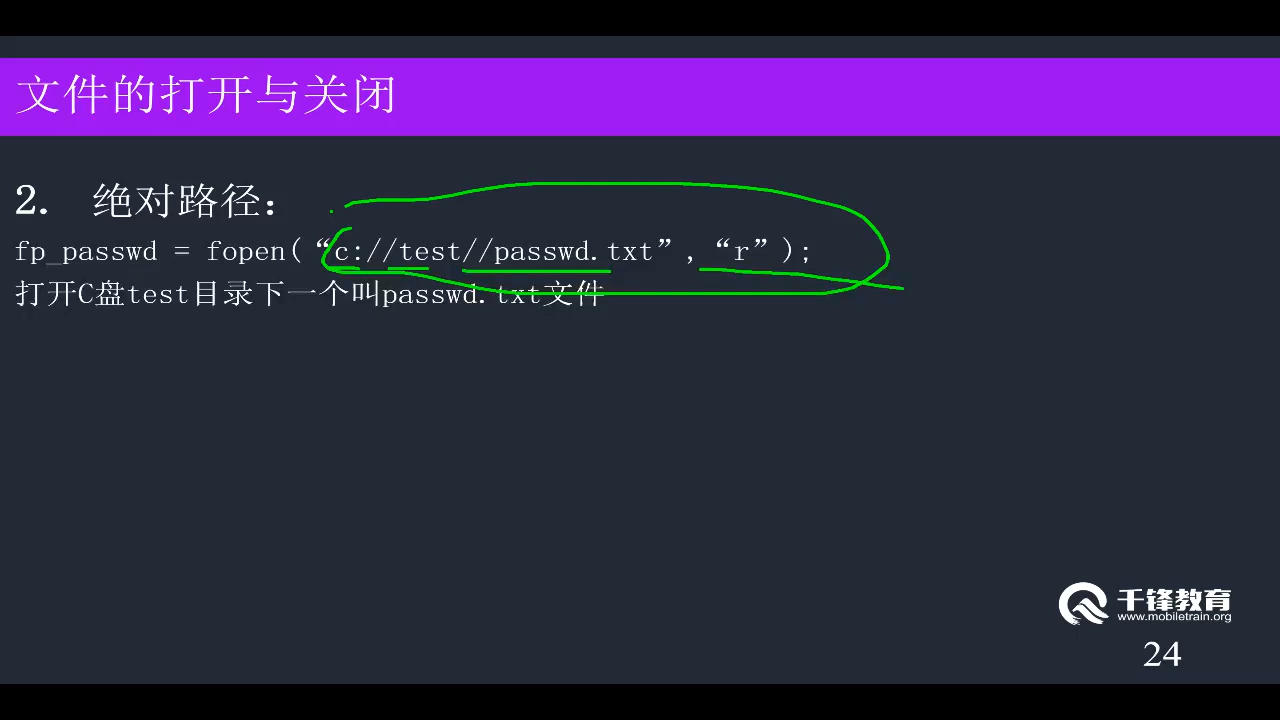 文件的打开与关闭
2. 绝对路径：
fp_passwd = fopen(“c://test//passwd.txt”,“r”);
打开C盘test目录下一个叫passwd.txt文件
千锋教育
www.mobiletrain.org
24